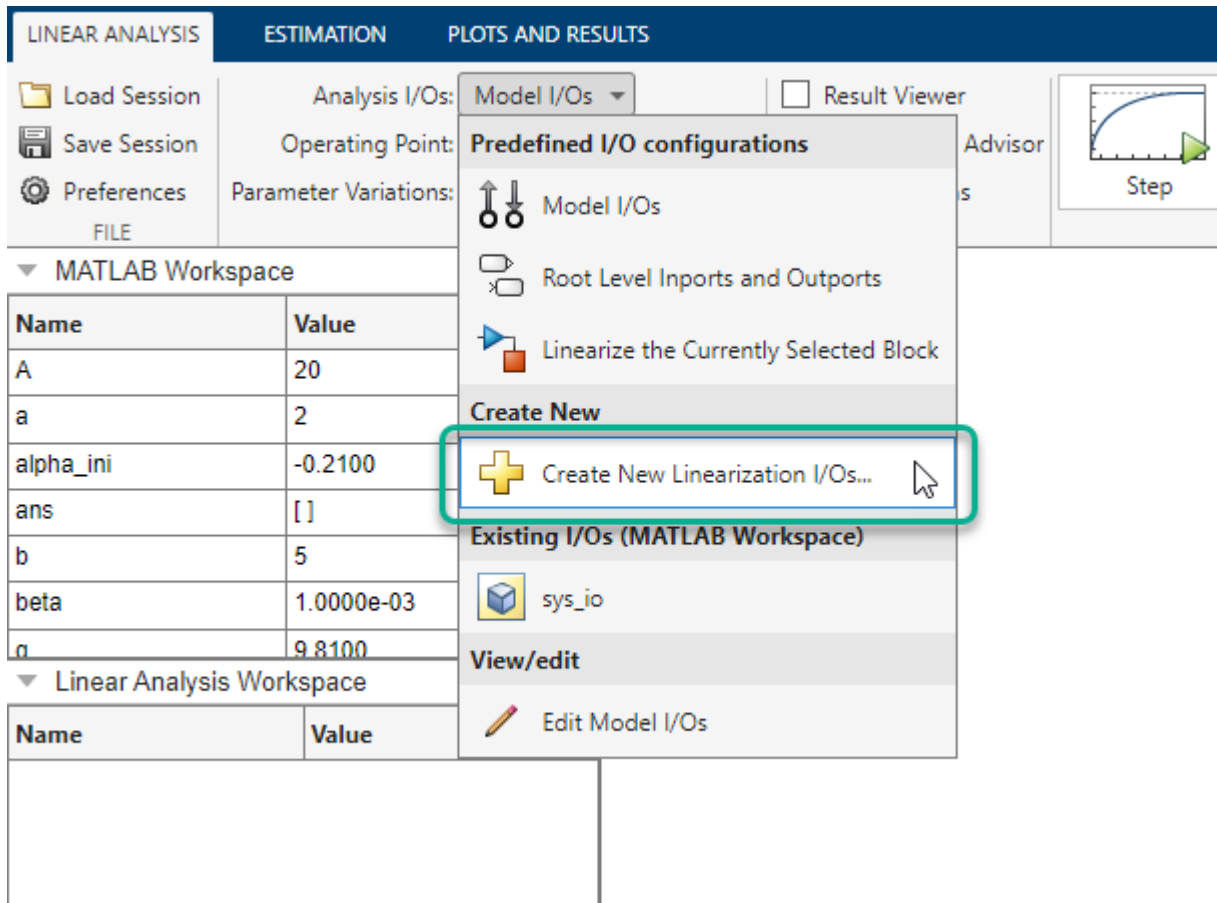 LINEAR ANALYSIS ESTIMATION PLOTS AND RESULTS
Load Session Analysis I/Os: Model I/Os Result Viewer
Save Session Operating Point: Advisor
Preferences Parameter Variations:
Step
FILE
Predefined I/O configurations
Model I/Os
Root Level Inports and Outports
Linearize the Currently Selected Block
Create New
Create New Linearization I/Os...
Existing I/Os (MATLAB Workspace)
sys_io
View/edit
Edit Model I/Os
MATLAB Workspace
Name Value
A 20
a 2
alpha_ini -0.2100
ans [ ]
b 5
beta 1.0000e-03
g 9.8100
Linear Analysis Workspace
Name Value